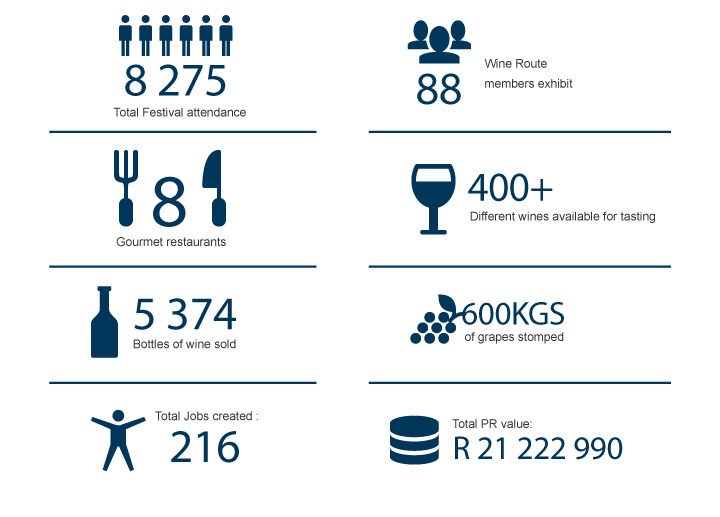 8 275
Total Festival attendance
88
Wine Route
members exhibit
8
Gourmet restaurants
400+
Different wines available for tasting
5 374
Bottles of wine sold
600KGS
of grapes stomped
Total Jobs created :
216
Total PR value:
R 21 222 990